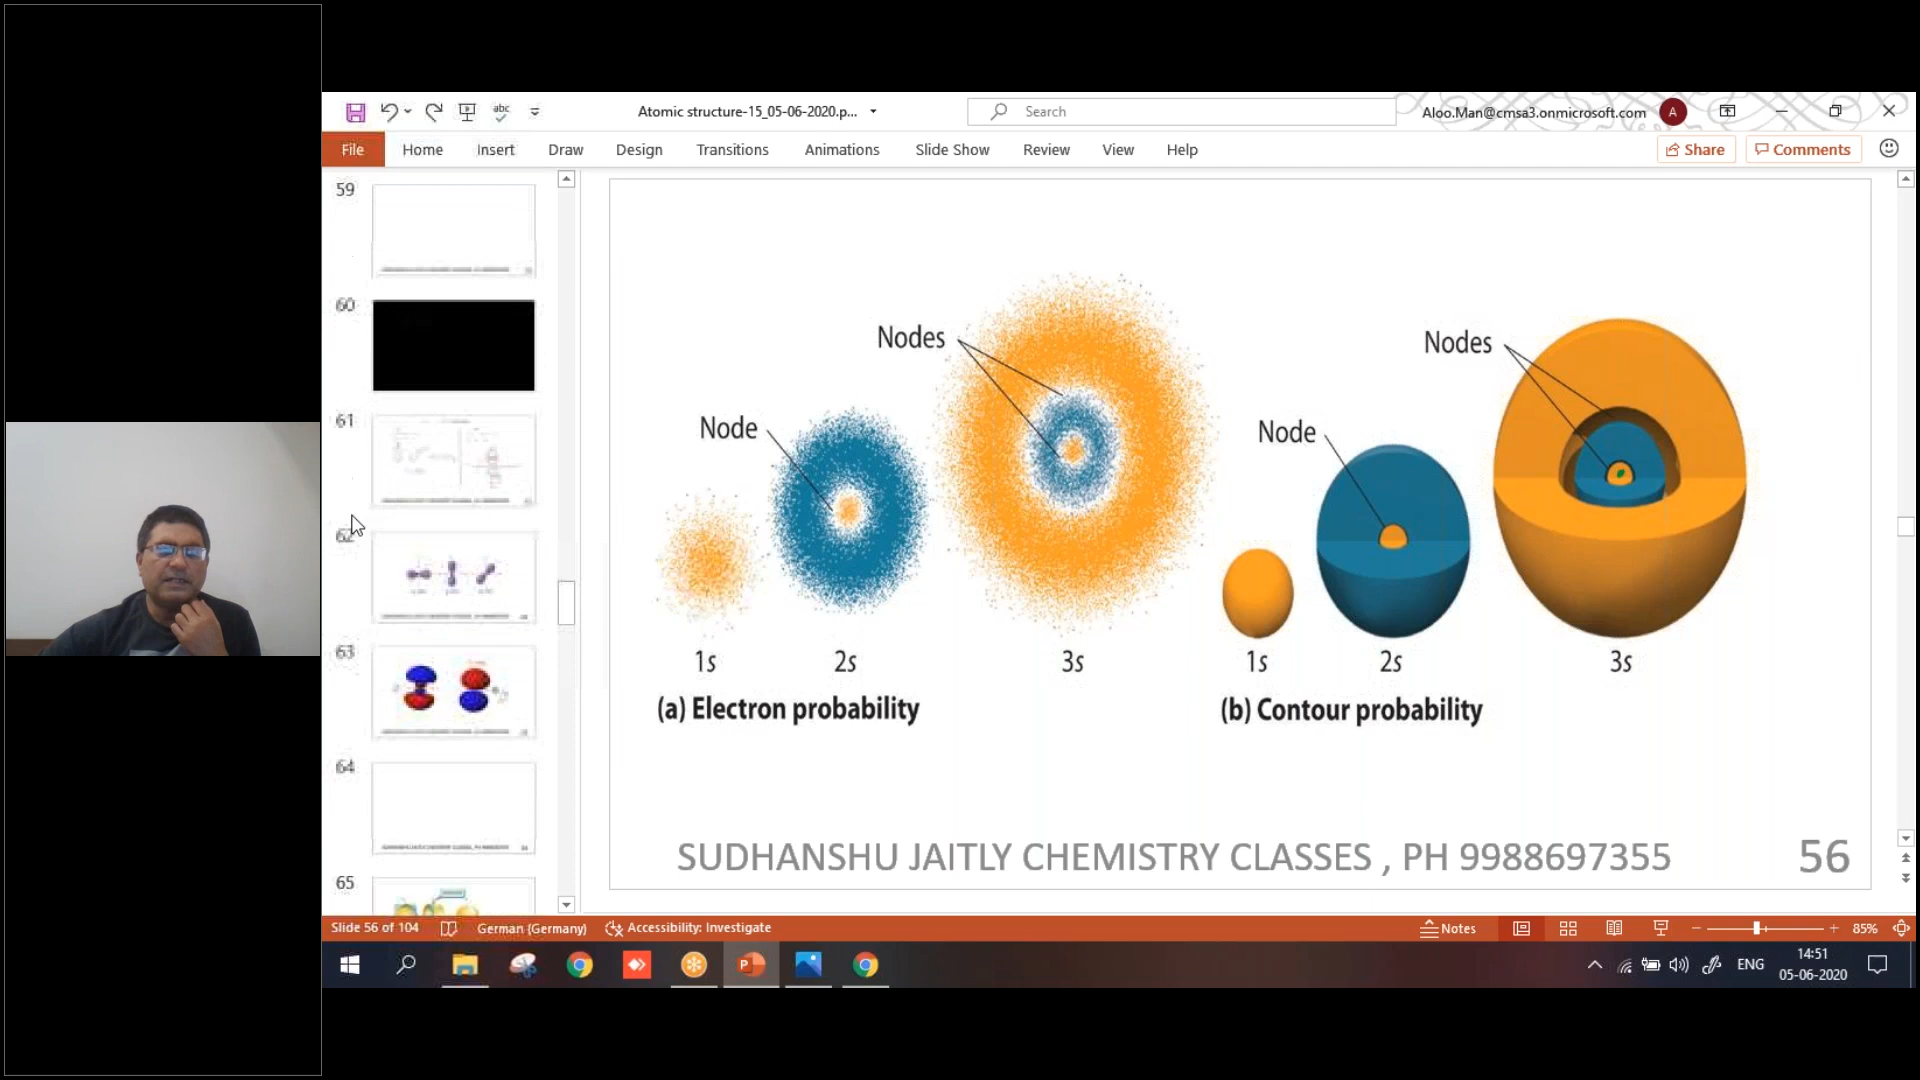 Atomic structure-15_05-06-2020.p...
Search
Aloo.Man@cmsa3.onmicrosoft.com
A
File Home Insert Draw Design Transitions Animations Slide Show Review View Help
Share
Comments
59
60
61
62
63
64
65
Nodes
Node
1s
2s
3s
(a) Electron probability
Nodes
Node
1s
2s
3s
(b) Contour probability
SUDHANSHU JAITLY CHEMISTRY CLASSES , PH 9988697355
56
Slide 56 of 104
German (Germany)
Accessibility: Investigate
Notes
85%
ENG
14:51
05-06-2020